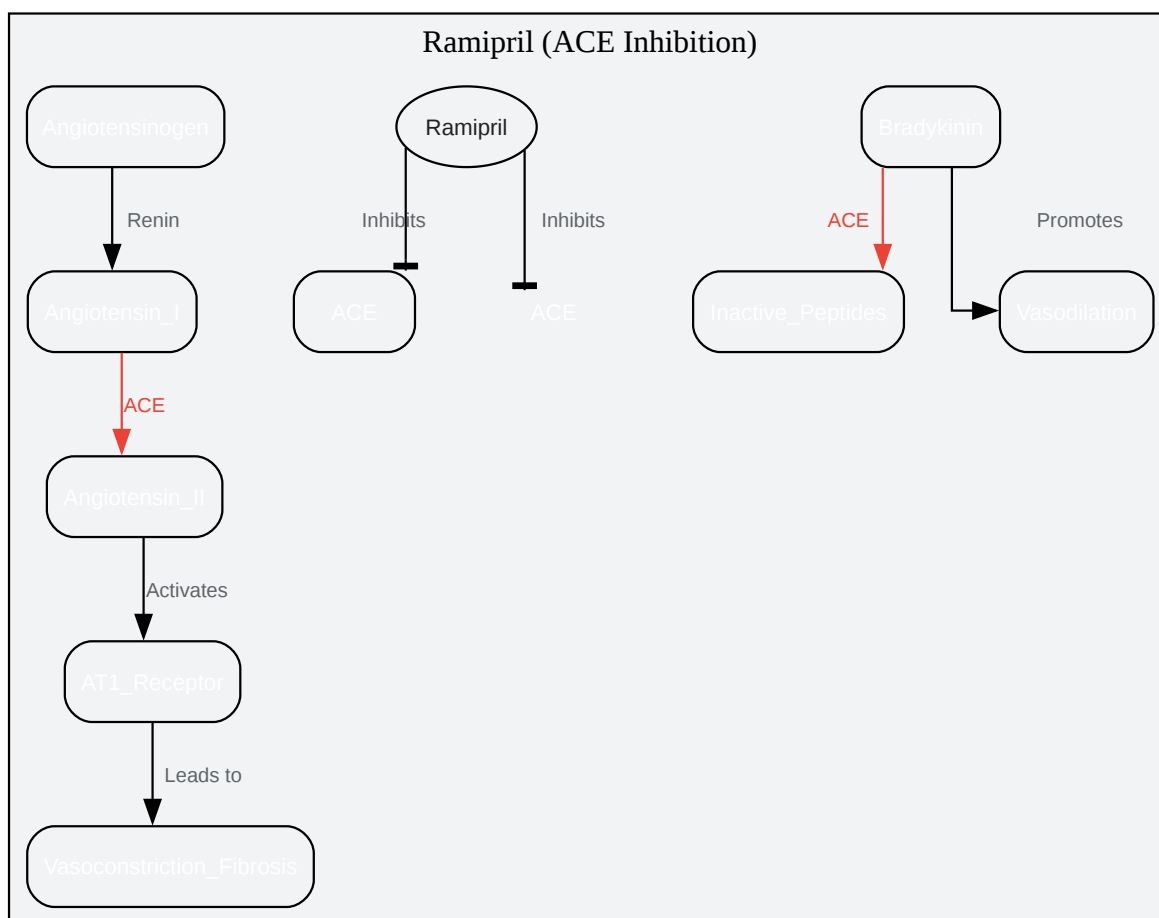 Ramipril (ACE Inhibition)
Angiotensinogen
Ramipril
Bradykinin
Renin
Inhibits
Inhibits
ACE
Promotes
Angiotensin_I
ACE
ACE
Inactive_Peptides
Vasodilation
ACE
Angiotensin_II
Activates
AT1_Receptor
Leads to
Vasoconstriction_Fibrosis